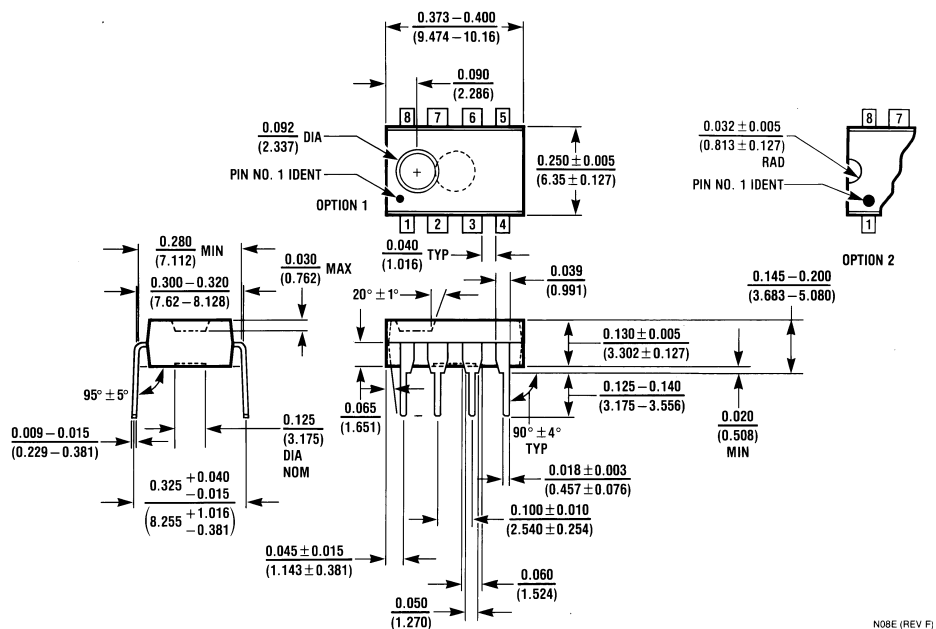 0.373 – 0.400
(9.474 – 10.16)
0.090
(2.286)
8 7 6 5
0.092 DIA
(2.337)
PIN NO. 1 IDENT
OPTION 1
1 2 3 4
0.250 ± 0.005
(6.35 ± 0.127)
0.032 ± 0.005
(0.813 ± 0.127)
RAD
PIN NO. 1 IDENT
8 7
1
OPTION 2
0.280 MIN
(7.112)
0.300 – 0.320
(7.62 – 8.128)
0.030 MAX
(0.762)
95° ± 5°
0.009 – 0.015
(0.229 – 0.381)
0.125
(3.175)
DIA
NOM
0.325 +0.040
−0.015
(8.255 +1.016
−0.381)
0.040 TYP
(1.016)
0.039
(0.991)
20° ± 1°
0.145 – 0.200
(3.683 – 5.080)
0.130 ± 0.005
(3.302 ± 0.127)
0.125 – 0.140
(3.175 – 3.556)
0.020
(0.508)
MIN
0.065
(1.651)
90° ± 4°
TYP
0.018 ± 0.003
(0.457 ± 0.076)
0.100 ± 0.010
(2.540 ± 0.254)
0.045 ± 0.015
(1.143 ± 0.381)
0.060
(1.524)
0.050
(1.270)
N08E (REV F)